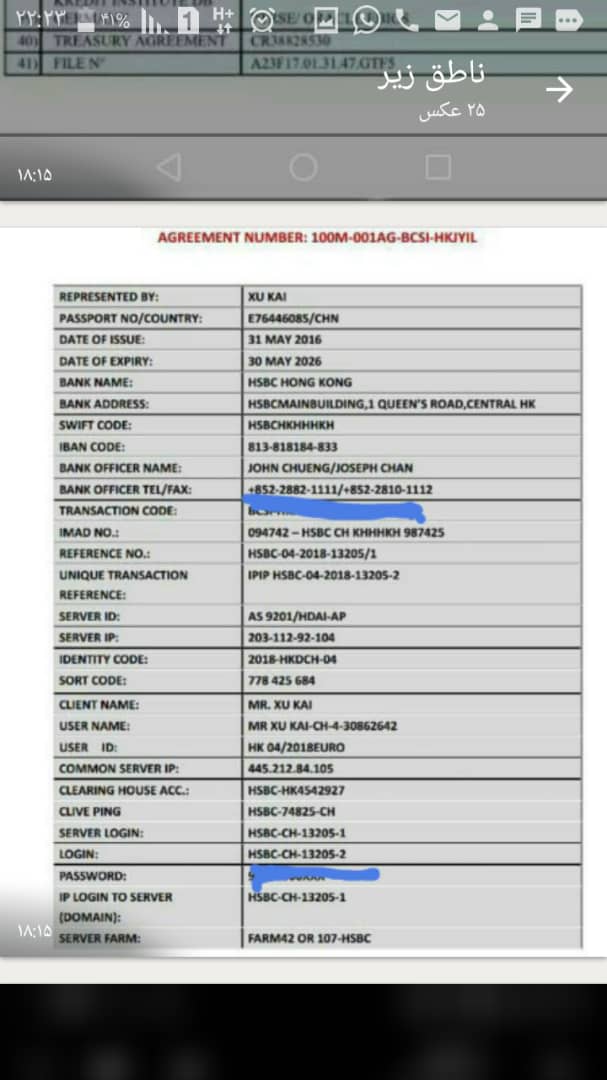 ۲۲:۲۳ ۴۱% 1 H+
40) TREASURY AGREEMENT CR38828530
41) FILE Nº A23F17.01.31.47.GTF5
ناطق زیر
۲۵ عکس
۱۸:۱۵
AGREEMENT NUMBER: 100M-001AG-BCSI-HKJYIL
REPRESENTED BY: XU KAI
PASSPORT NO/COUNTRY: E76446085/CHN
DATE OF ISSUE: 31 MAY 2016
DATE OF EXPIRY: 30 MAY 2026
BANK NAME: HSBC HONG KONG
BANK ADDRESS: HSBCMAINBUILDING,1 QUEEN'S ROAD,CENTRAL HK
SWIFT CODE: HSBCHKHHHKH
IBAN CODE: 813-818184-833
BANK OFFICER NAME: JOHN CHUENG/JOSEPH CHAN
BANK OFFICER TEL/FAX: +852-2882-1111/+852-2810-1112
TRANSACTION CODE:
IMAD NO.: 094742 – HSBC CH KHHHKH 987425
REFERENCE NO.: HSBC-04-2018-13205/1
UNIQUE TRANSACTION IPIP HSBC-04-2018-13205-2
REFERENCE:
SERVER ID: AS 9201/HDAI-AP
SERVER IP: 203-112-92-104
IDENTITY CODE: 2018-HKDCH-04
SORT CODE: 778 425 684
CLIENT NAME: MR. XU KAI
USER NAME: MR XU KAI-CH-4-30862642
USER ID: HK 04/2018EURO
COMMON SERVER IP: 445.212.84.105
CLEARING HOUSE ACC.: HSBC-HK4542927
CLIVE PING HSBC-74825-CH
SERVER LOGIN: HSBC-CH-13205-1
LOGIN: HSBC-CH-13205-2
PASSWORD:
IP LOGIN TO SERVER HSBC-CH-13205-1
(DOMAIN):
SERVER FARM: FARM42 OR 107-HSBC
۱۸:۱۵